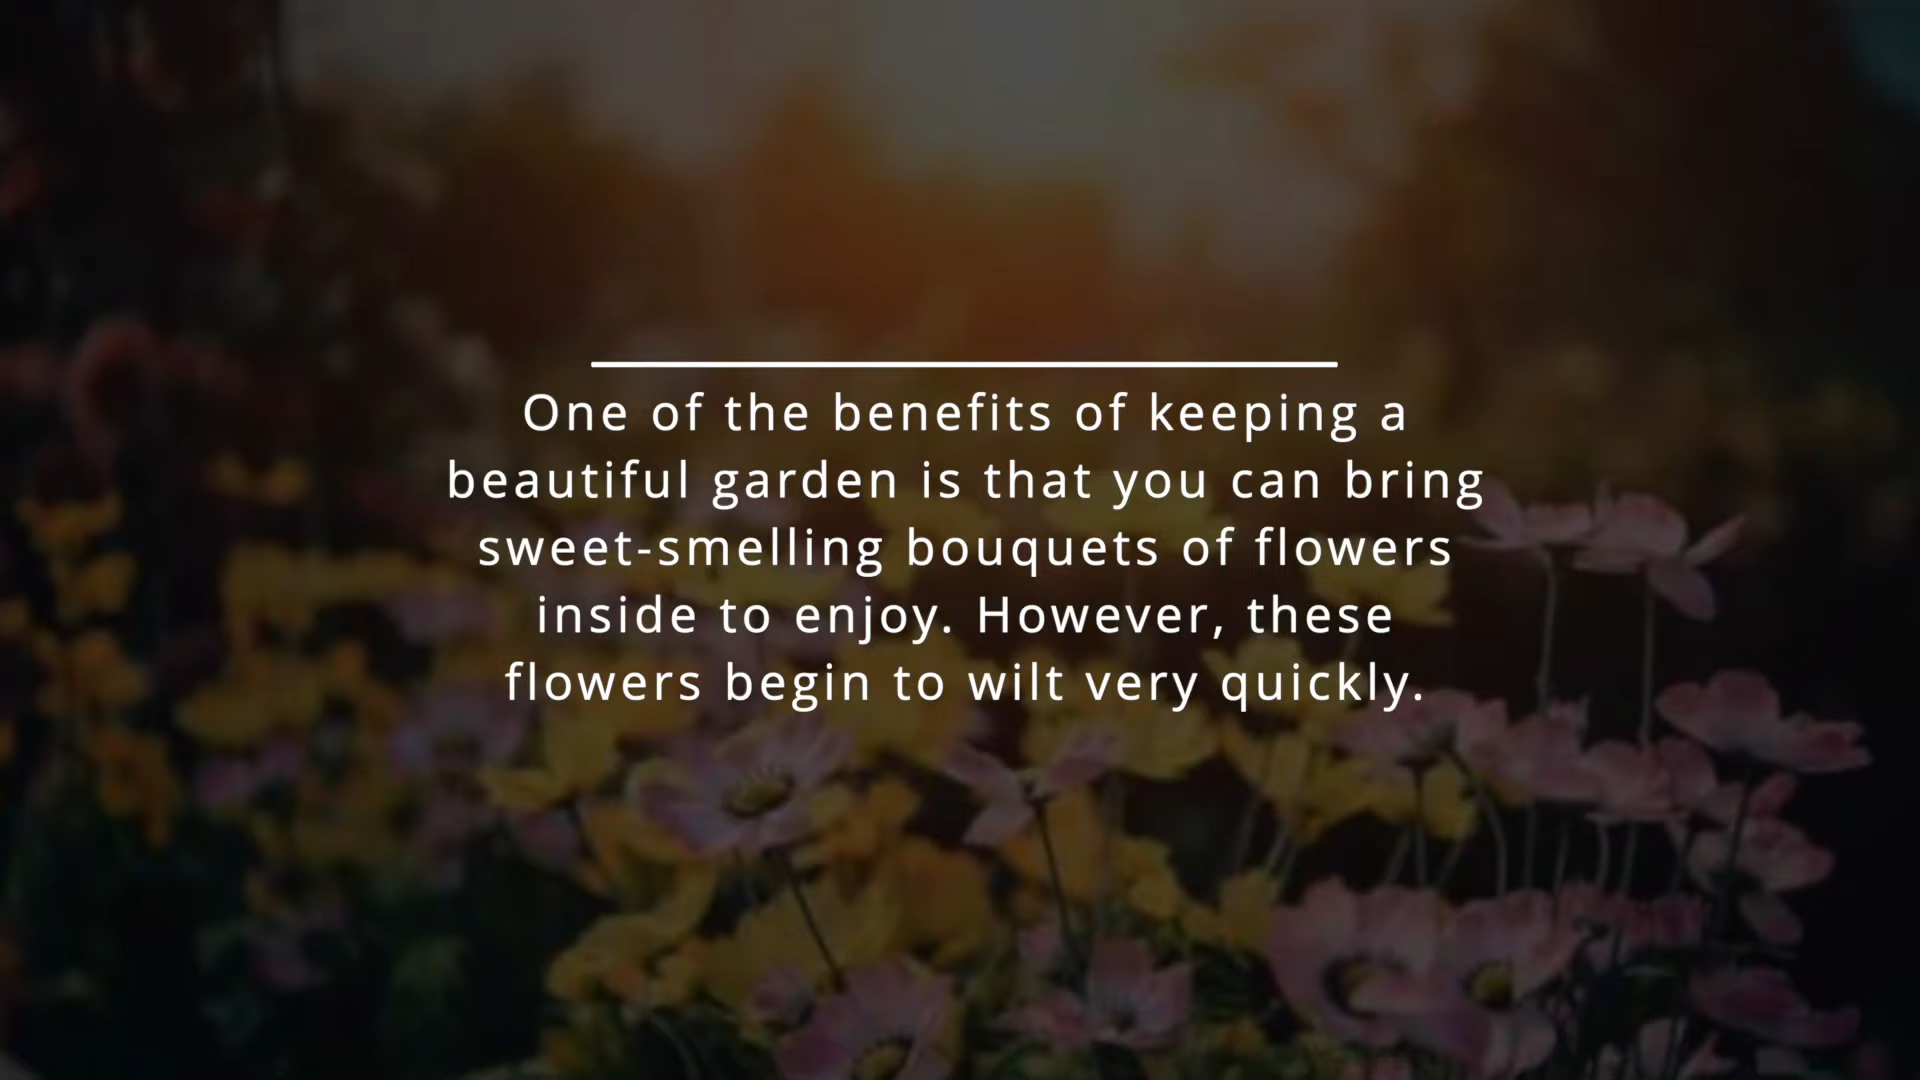 One of the benefits of keeping a
beautiful garden is that you can bring
sweet-smelling bouquets of flowers
inside to enjoy. However, these
flowers begin to wilt very quickly.